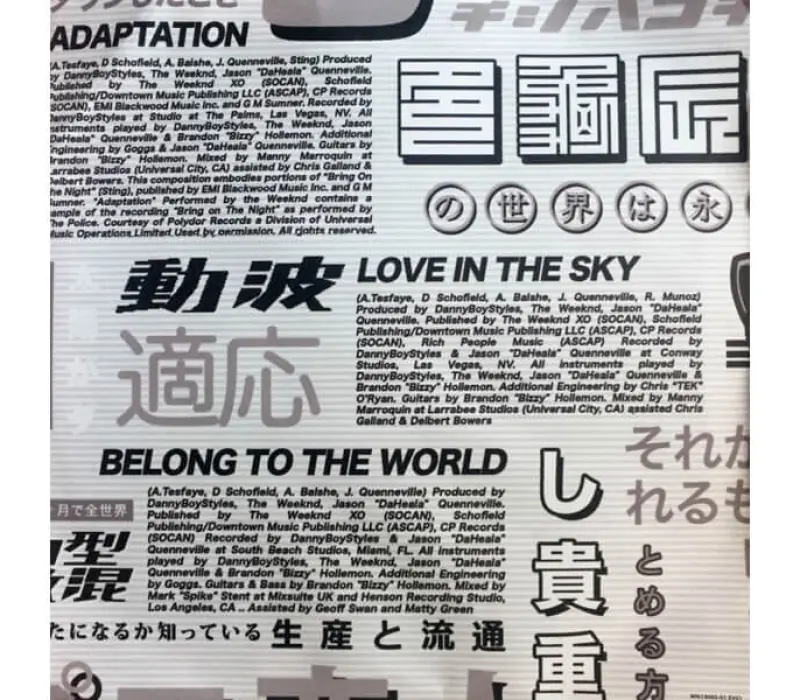 ADAPTATION
(A.Tesfaye, D Schofield, A. Balshe, J. Quenneville, Sting) Produced
by DannyBoyStyles, The Weeknd, Jason "DaHeala" Quenneville.
Published by The Weeknd XO (SOCAN), Schofield
Publishing/Downtown Music Publishing LLC (ASCAP), CP Records
(SOCAN), EMI Blackwood Music Inc. and G M Sumner. Recorded by
DannyBoyStyles at Studio at The Palms, Las Vegas, NV. All
instruments played by DannyBoyStyles, The Weeknd, Jason
"DaHeala" Quenneville & Brandon "Bizzy" Hollemon. Additional
Engineering by Goggs & Jason "DaHeala" Quenneville. Guitars by
Brandon "Bizzy" Hollemon. Mixed by Manny Marroquin at
Larrabee Studios (Universal City, CA) assisted by Chris Galland &
Delbert Bowers. This composition embodies portions of "Bring On
the Night" (Sting), published by EMI Blackwood Music Inc. and G M
Sumner. "Adaptation" Performed by the Weeknd contains a
sample of the recording "Bring on The Night" as performed by
The Police. Courtesy of Polydor Records a Division of Universal
Music Operations Limited Used by permission. All rights reserved.
の世界は永
動波
適応
LOVE IN THE SKY
(A.Tesfaye, D Schofield, A. Balshe, J. Quenneville, R. Munoz)
Produced by DannyBoyStyles, The Weeknd, Jason "DaHeala"
Quenneville. Published by The Weeknd XO (SOCAN), Schofield
Publishing/Downtown Music Publishing LLC (ASCAP), CP Records
(SOCAN), Rich People Music (ASCAP) Recorded by
DannyBoyStyles & Jason "DaHeala" Quenneville at Conway
Studios, Las Vegas, NV. All instruments played by
DannyBoyStyles, The Weeknd, Jason "DaHeala" Quenneville &
Brandon "Bizzy" Hollemon. Additional Engineering by Chris "TEK"
O'Ryan. Guitars by Brandon "Bizzy" Hollemon. Mixed by Manny
Marroquin at Larrabee Studios (Universal City, CA) assisted Chris
Galland & Delbert Bowers
BELONG TO THE WORLD
(A.Tesfaye, D Schofield, A. Balshe, J. Quenneville) Produced by
DannyBoyStyles, The Weeknd, Jason "DaHeala" Quenneville.
Published by The Weeknd XO (SOCAN), Schofield
Publishing/Downtown Music Publishing LLC (ASCAP), CP Records
(SOCAN) Recorded by DannyBoyStyles & Jason "DaHeala"
Quenneville at South Beach Studios, Miami, FL. All instruments
played by DannyBoyStyles, The Weeknd, Jason "DaHeala"
Quenneville & Brandon "Bizzy" Hollemon. Additional Engineering
by Goggs. Guitars & Bass by Brandon "Bizzy" Hollemon. Mixed by
Mark "Spike" Stent at Mixsuite UK and Henson Recording Studio,
Los Angeles, CA .. Assisted by Geoff Swan and Matty Green
月で全世界
型
混
たになるか知っている
生産と流通
し貴重
それか
れるも
とめる方